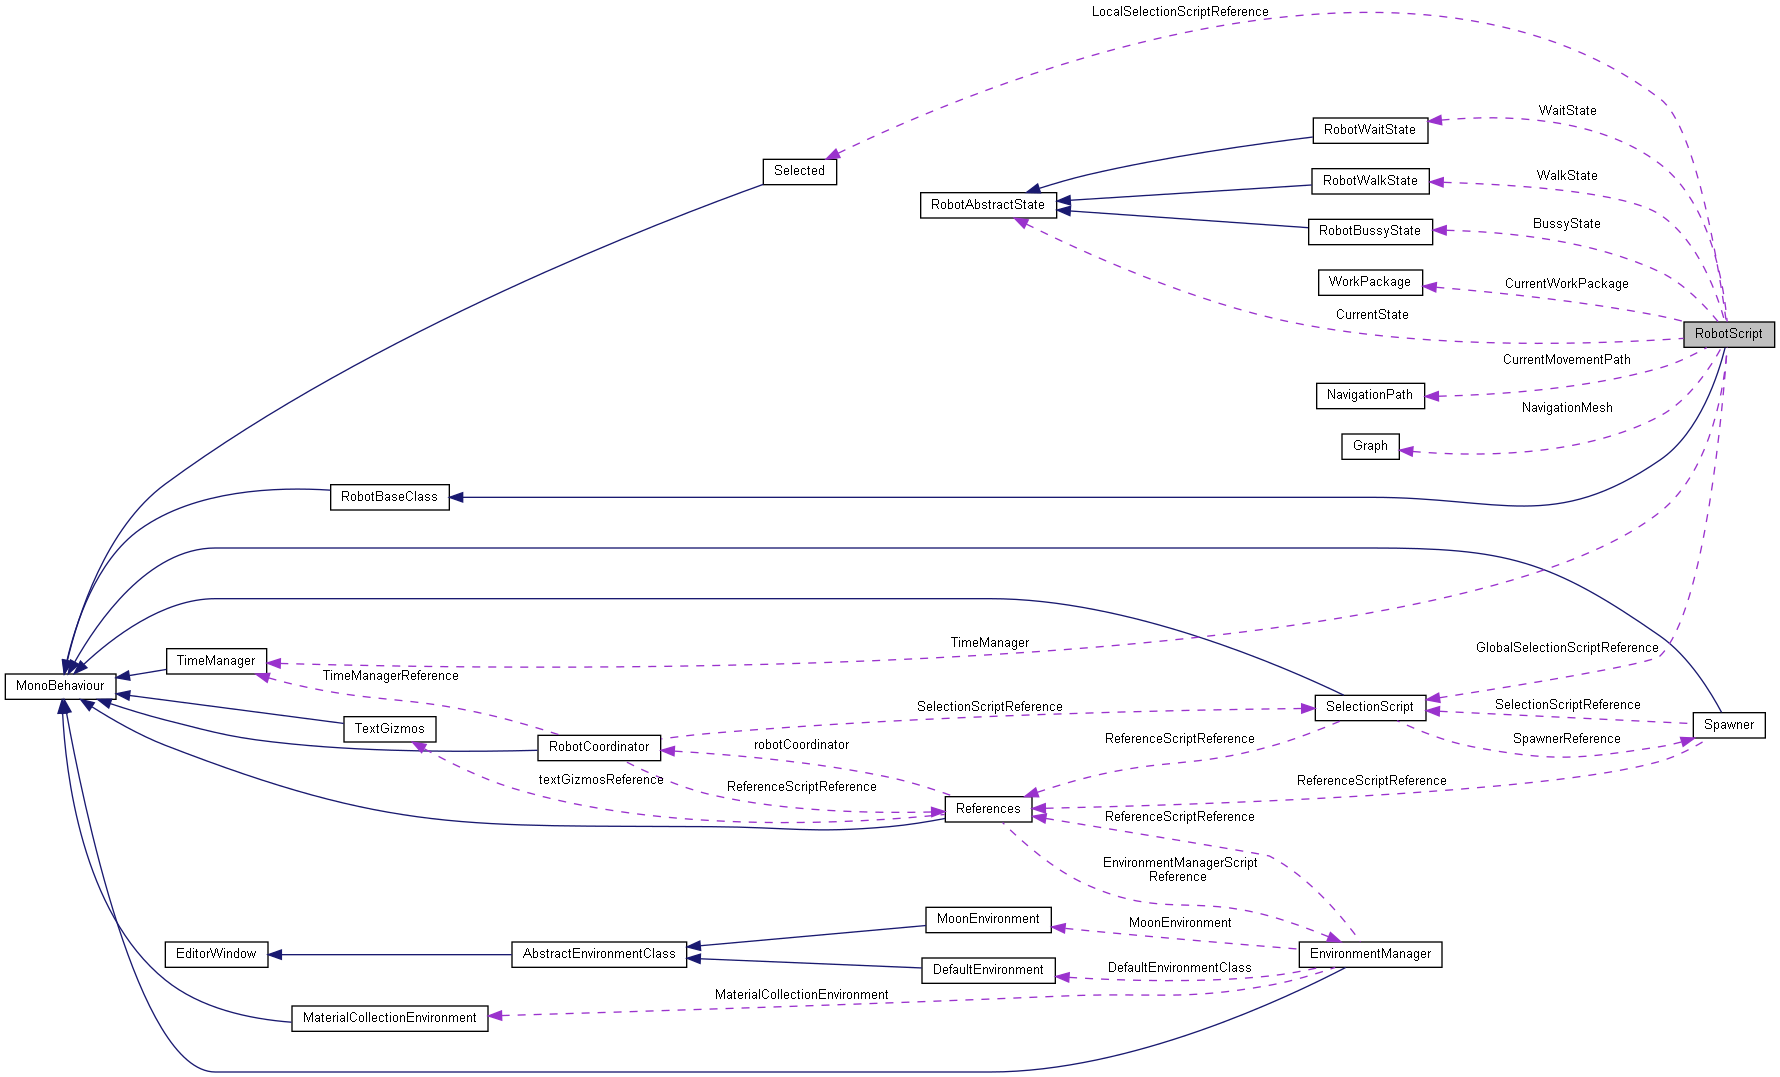 LocalSelectionScriptReference
WaitState
RobotWaitState
Selected
WalkState
RobotWalkState
RobotAbstractState
BussyState
RobotBussyState
WorkPackage
CurrentWorkPackage
CurrentState
RobotScript
CurrentMovementPath
NavigationPath
NavigationMesh
Graph
RobotBaseClass
TimeManager
GlobalSelectionScriptReference
TimeManager
TimeManagerReference
MonoBehaviour
SelectionScriptReference
SelectionScript
SelectionScriptReference
Spawner
TextGizmos
RobotCoordinator
robotCoordinator
ReferenceScriptReference
SpawnerReference
textGizmosReference
ReferenceScriptReference
ReferenceScriptReference
References
ReferenceScriptReference
EnvironmentManagerScript
Reference
MoonEnvironment
MoonEnvironment
EditorWindow
AbstractEnvironmentClass
EnvironmentManager
DefaultEnvironment
DefaultEnvironmentClass
MaterialCollectionEnvironment
MaterialCollectionEnvironment